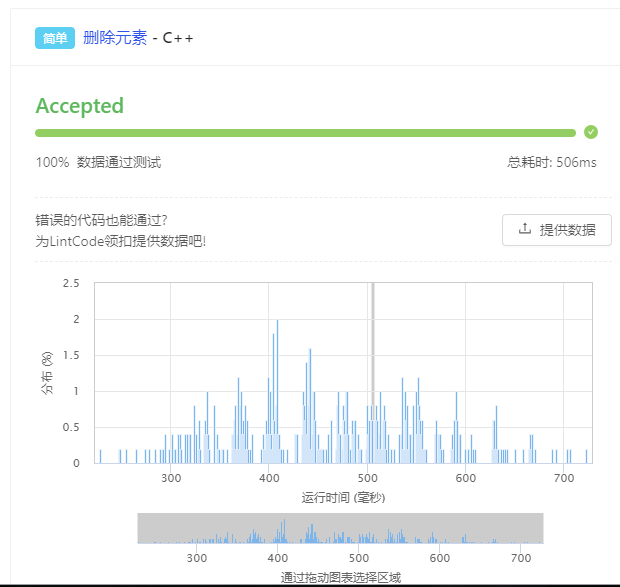 简单 删除元素 - C++
Accepted
100% 数据通过测试 总耗时: 506ms
错误的代码也能通过?
为LintCode领扣提供数据吧!
提供数据
2.5
2
1.5
1
0.5
0
分布 (%)
300 400 500 600 700
运行时间 (毫秒)
300 400 500 600 700
通过拖动图表选择区域